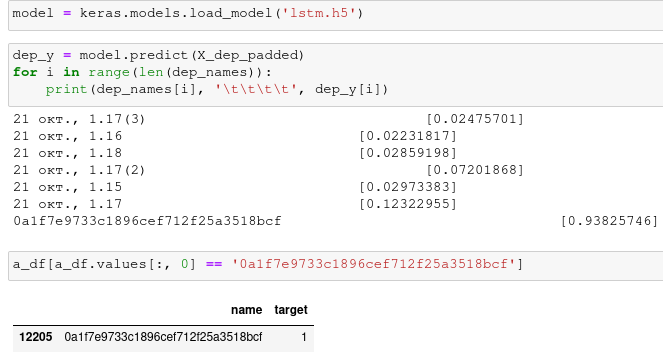 model = keras.models.load_model('lstm.h5')
dep_y = model.predict(X_dep_padded)
for i in range(len(dep_names)):
    print(dep_names[i], '\t\t\t\t', dep_y[i])
21 окт., 1.17(3) [0.02475701]
21 окт., 1.16 [0.02231817]
21 окт., 1.18 [0.02859198]
21 окт., 1.17(2) [0.07201868]
21 окт., 1.15 [0.02973383]
21 окт., 1.17 [0.12322955]
0a1f7e9733c1896cef712f25a3518bcf [0.93825746]
a_df[a_df.values[:, 0] == '0a1f7e9733c1896cef712f25a3518bcf']
name target
12205 0a1f7e9733c1896cef712f25a3518bcf 1